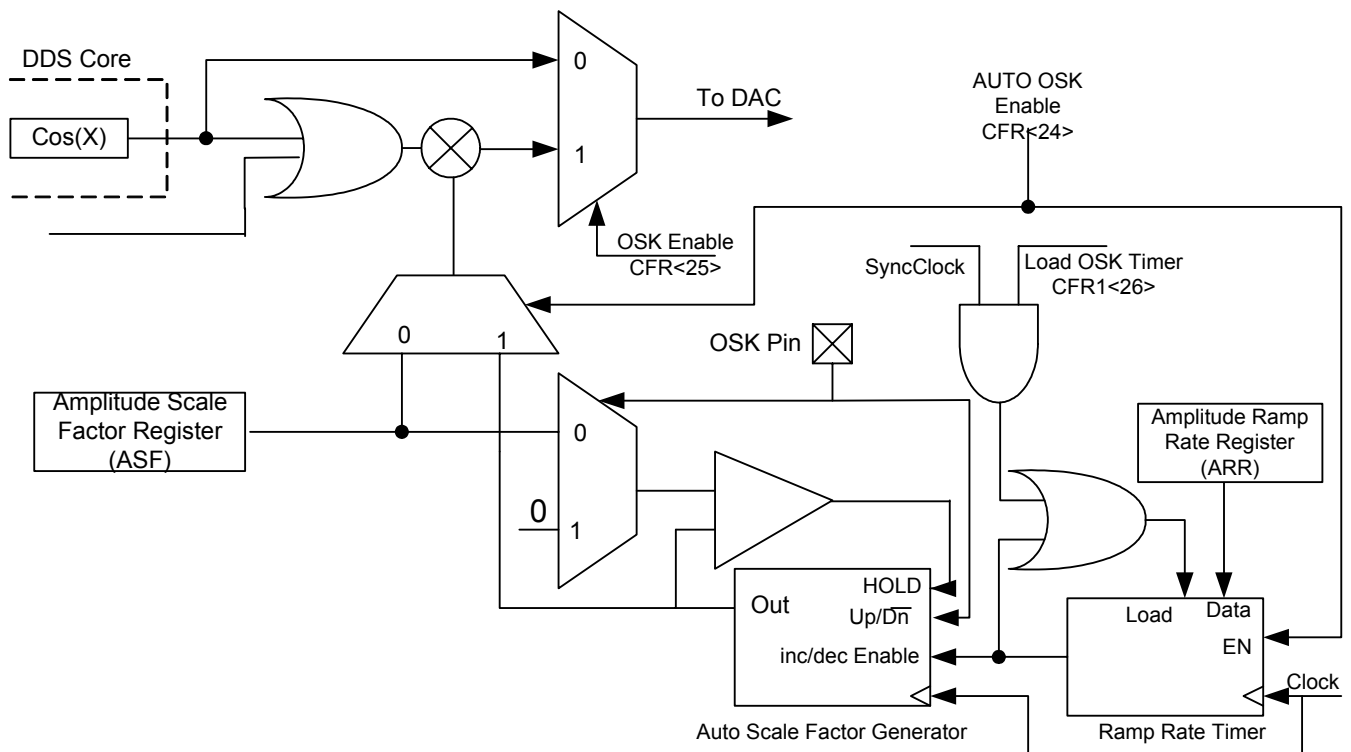 DDS Core
Cos(X)
0
1
To DAC
AUTO OSK
Enable
CFR<24>
OSK Enable
CFR<25>
SyncClock
Load OSK Timer
CFR1<26>
0
1
OSK Pin
Amplitude Scale
Factor Register
(ASF)
0
0
1
Amplitude Ramp
Rate Register
(ARR)
HOLD
Out
Up/Dn
inc/dec Enable
Load
Data
EN
Clock
Auto Scale Factor Generator
Ramp Rate Timer